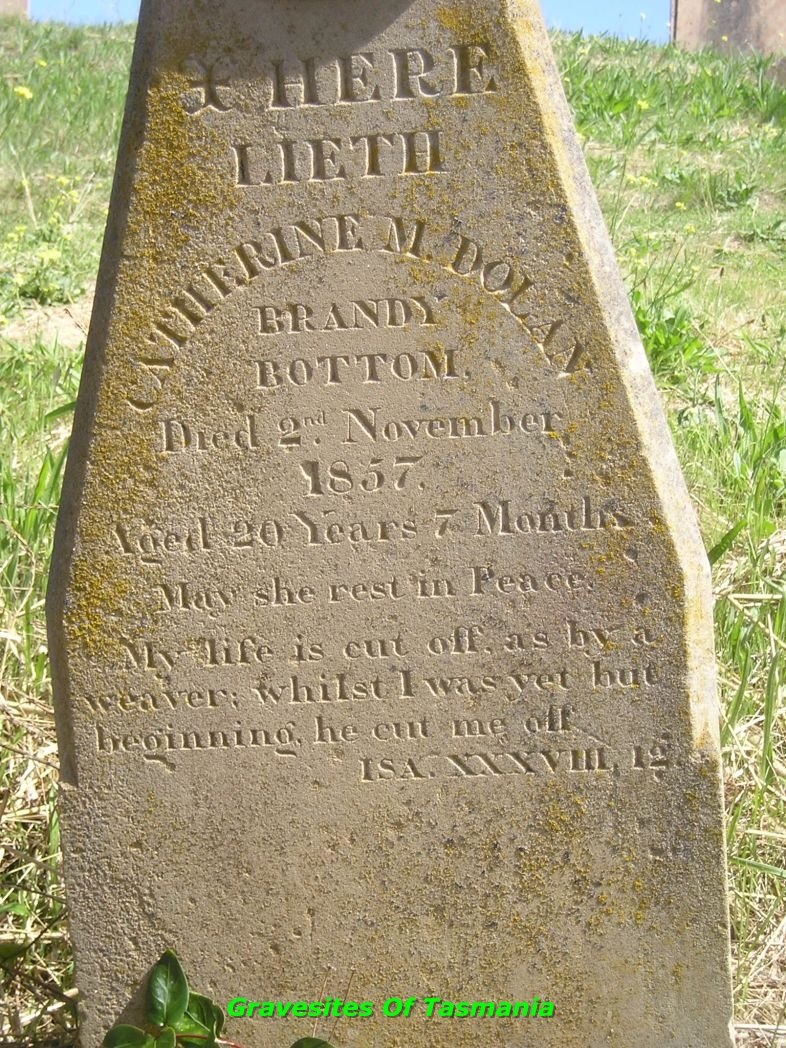 ☩ HERE
LIETH
CATHERINE M. DOLAN
BRANDY
BOTTOM.
Died 2nd. November
1857.
Aged 20 Years 7 Months
May she rest in Peace.
My life is cut off, as by a
weaver; whilst I was yet but
beginning, he cut me off
ISA. XXXVIII, 12.
Gravesites Of Tasmania